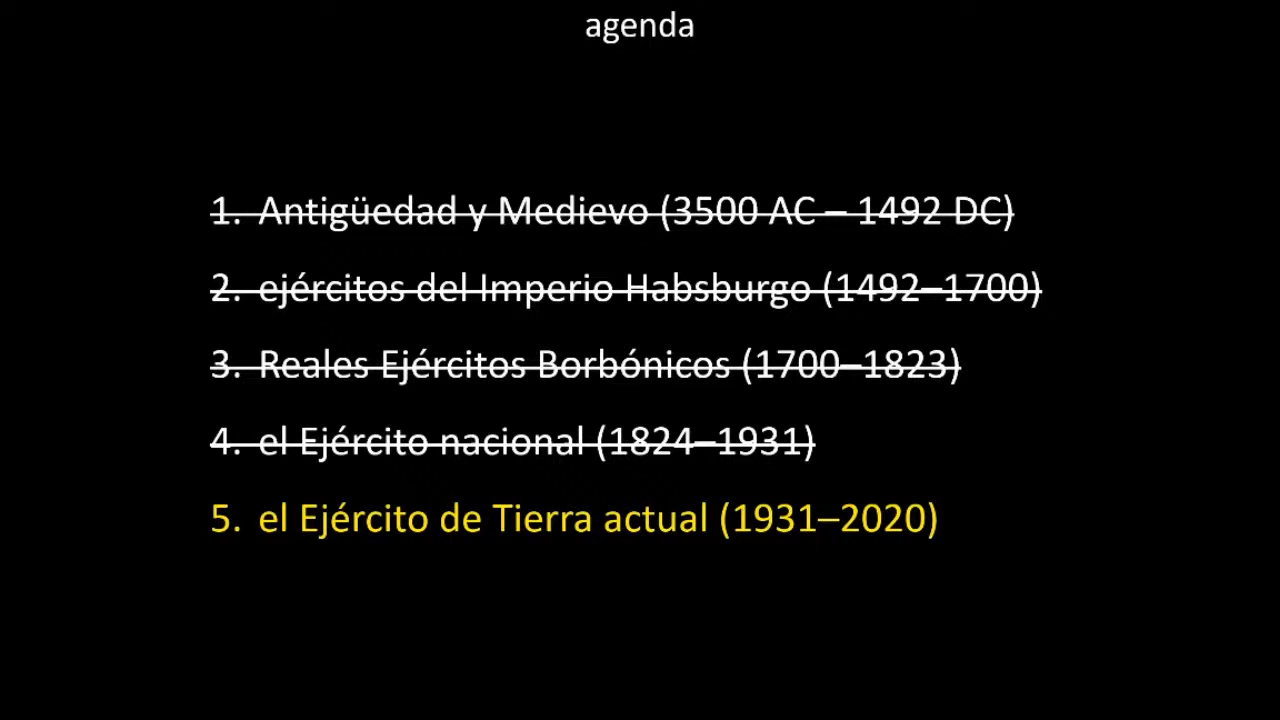 agenda
1. Antigüedad y Medievo (3500 AC – 1492 DC)
2. ejércitos del Imperio Habsburgo (1492–1700)
3. Reales Ejércitos Borbónicos (1700–1823)
4. el Ejército nacional (1824–1931)
5. el Ejército de Tierra actual (1931–2020)